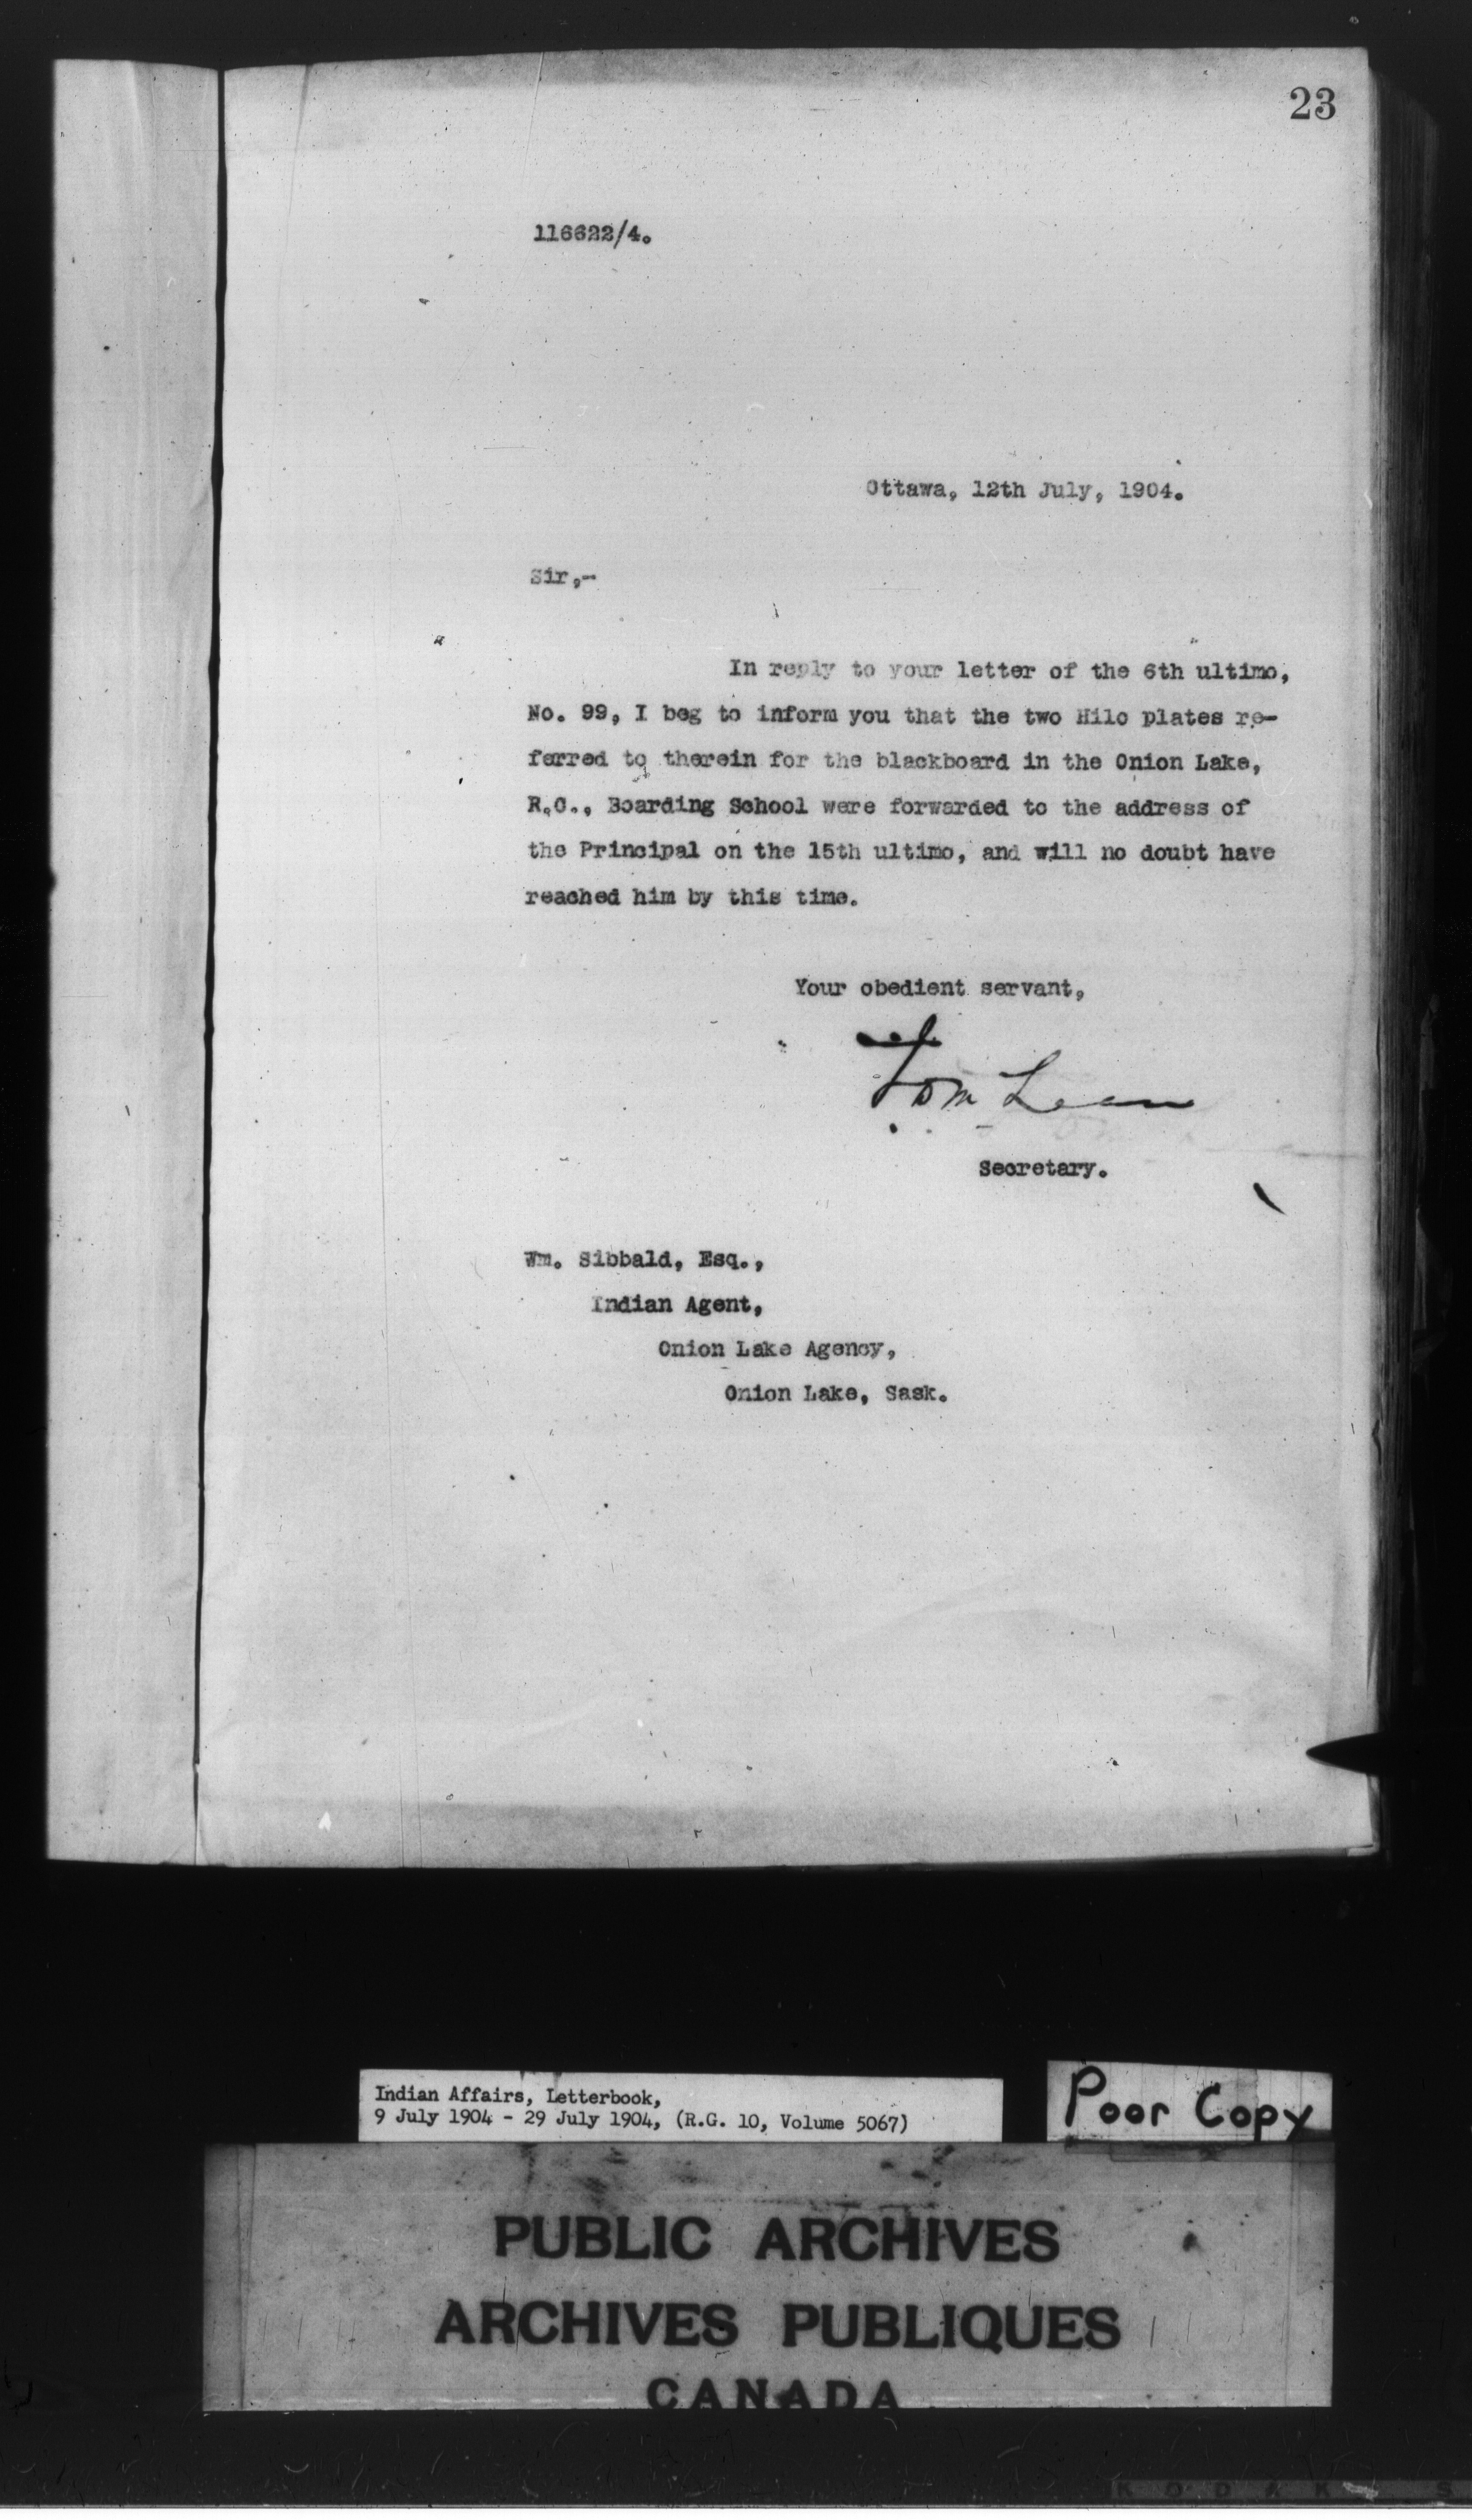 23
116622/4.
Ottawa, 12th July, 1904.
Sir,-
In reply to your letter of the 6th ultimo,
No. 99, I beg to inform you that the two Hilo plates re-
ferred to therein for the blackboard in the Onion Lake,
R.C., Boarding School were forwarded to the address of
the Principal on the 15th ultimo, and will no doubt have
reached him by this time.
Your obedient servant,
Lean
Secretary.
Wm. Sibbald, Esq.,
Indian Agent,
Onion Lake Agency,
Onion Lake, Sask.
Indian Affairs, Letterbook,
9 July 1904 - 29 July 1904, (R.G. 10, Volume 5067)
Poor Copy
PUBLIC ARCHIVES
ARCHIVES PUBLIQUES
CANADA
KODAK S